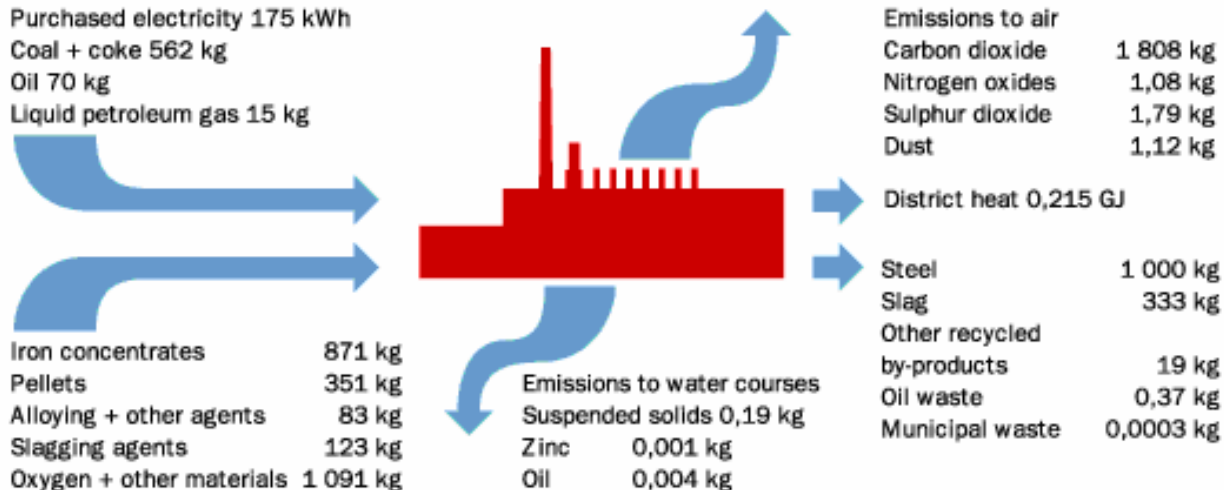 Purchased electricity 175 kWh
Coal + coke 562 kg
Oil 70 kg
Liquid petroleum gas 15 kg
Iron concentrates 871 kg
Pellets 351 kg
Alloying + other agents 83 kg
Slagging agents 123 kg
Oxygen + other materials 1 091 kg
Emissions to water courses
Suspended solids 0,19 kg
Zinc 0,001 kg
Oil 0,004 kg
Emissions to air
Carbon dioxide 1 808 kg
Nitrogen oxides 1,08 kg
Sulphur dioxide 1,79 kg
Dust 1,12 kg
District heat 0,215 GJ
Steel 1 000 kg
Slag 333 kg
Other recycled
by-products 19 kg
Oil waste 0,37 kg
Municipal waste 0,0003 kg